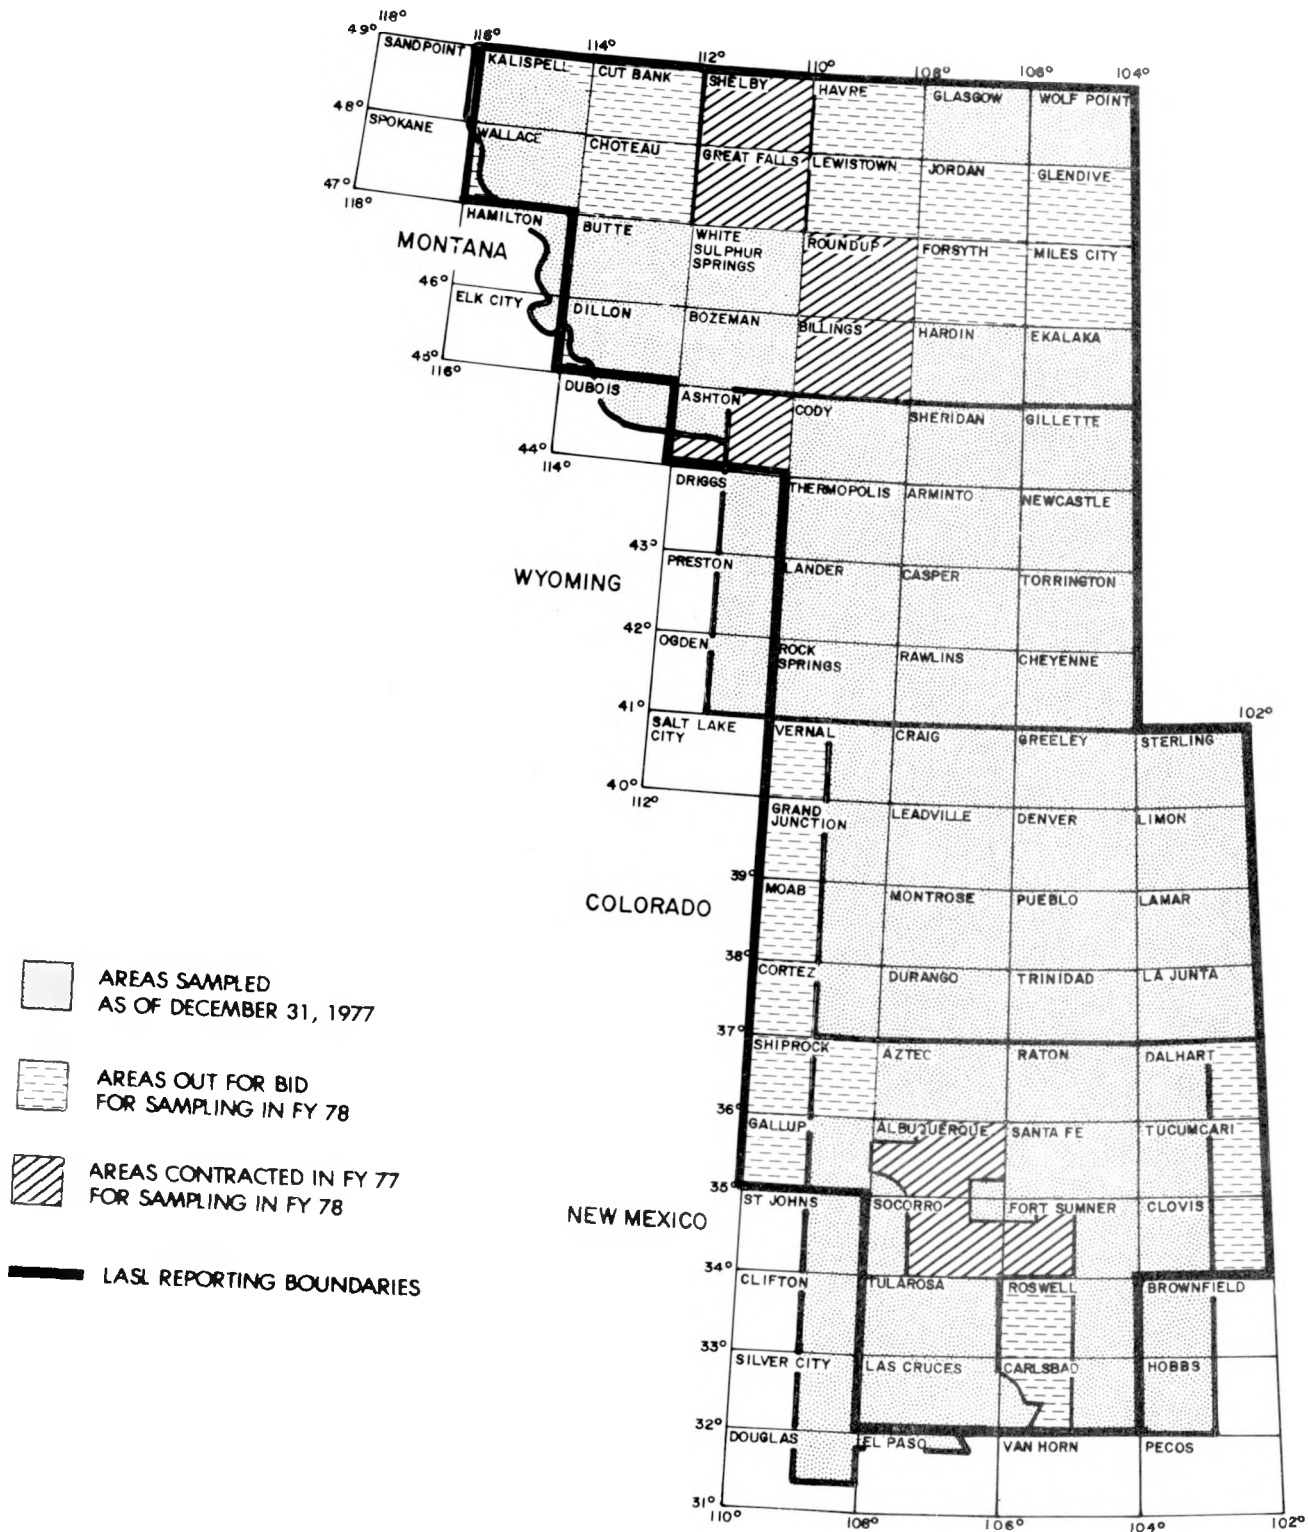 118°
49° SANDPOINT 116° KALISPELL 114° CUT BANK 112° SHELBY 110° HAVRE 108° GLASGOW 106° WOLF POINT 104°
48° SPOKANE WALLACE CHOTEAU GREAT FALLS LEWISTOWN JORDAN GLENDIVE
47°
118°
HAMILTON BUTTE WHITE SULPHUR SPRINGS ROUNDUP FORSYTH MILES CITY
MONTANA
46° ELK CITY DILLON BOZEMAN BILLINGS HARDIN EKALAKA
45°
116°
DUBOIS ASHTON CODY SHERIDAN GILLETTE
44°
114°
DRIGGS THERMOPOLIS ARMINTO NEWCASTLE
43°
WYOMING
PRESTON LANDER CASPER TORRINGTON
42°
OGDEN ROCK SPRINGS RAWLINS CHEYENNE
41°
102°
SALT LAKE CITY VERNAL CRAIG GREELEY STERLING
40°
112°
GRAND JUNCTION LEADVILLE DENVER LIMON
39°
COLORADO
MOAB MONTROSE PUEBLO LAMAR
38°
CORTEZ DURANGO TRINIDAD LA JUNTA
37°
SHIPROCK AZTEC RATON DALHART
36°
GALLUP ALBUQUERQUE SANTA FE TUCUMCARI
35°
NEW MEXICO
ST JOHNS SOCORRO FORT SUMNER CLOVIS
34°
CLIFTON TULAROSA ROSWELL BROWNFIELD
33°
SILVER CITY LAS CRUCES CARLSBAD HOBBS
32°
DOUGLAS EL PASO VAN HORN PECOS
31°
110° 108° 106° 104° 102°
AREAS SAMPLED
AS OF DECEMBER 31, 1977
AREAS OUT FOR BID
FOR SAMPLING IN FY 78
AREAS CONTRACTED IN FY 77
FOR SAMPLING IN FY 78
LASL REPORTING BOUNDARIES